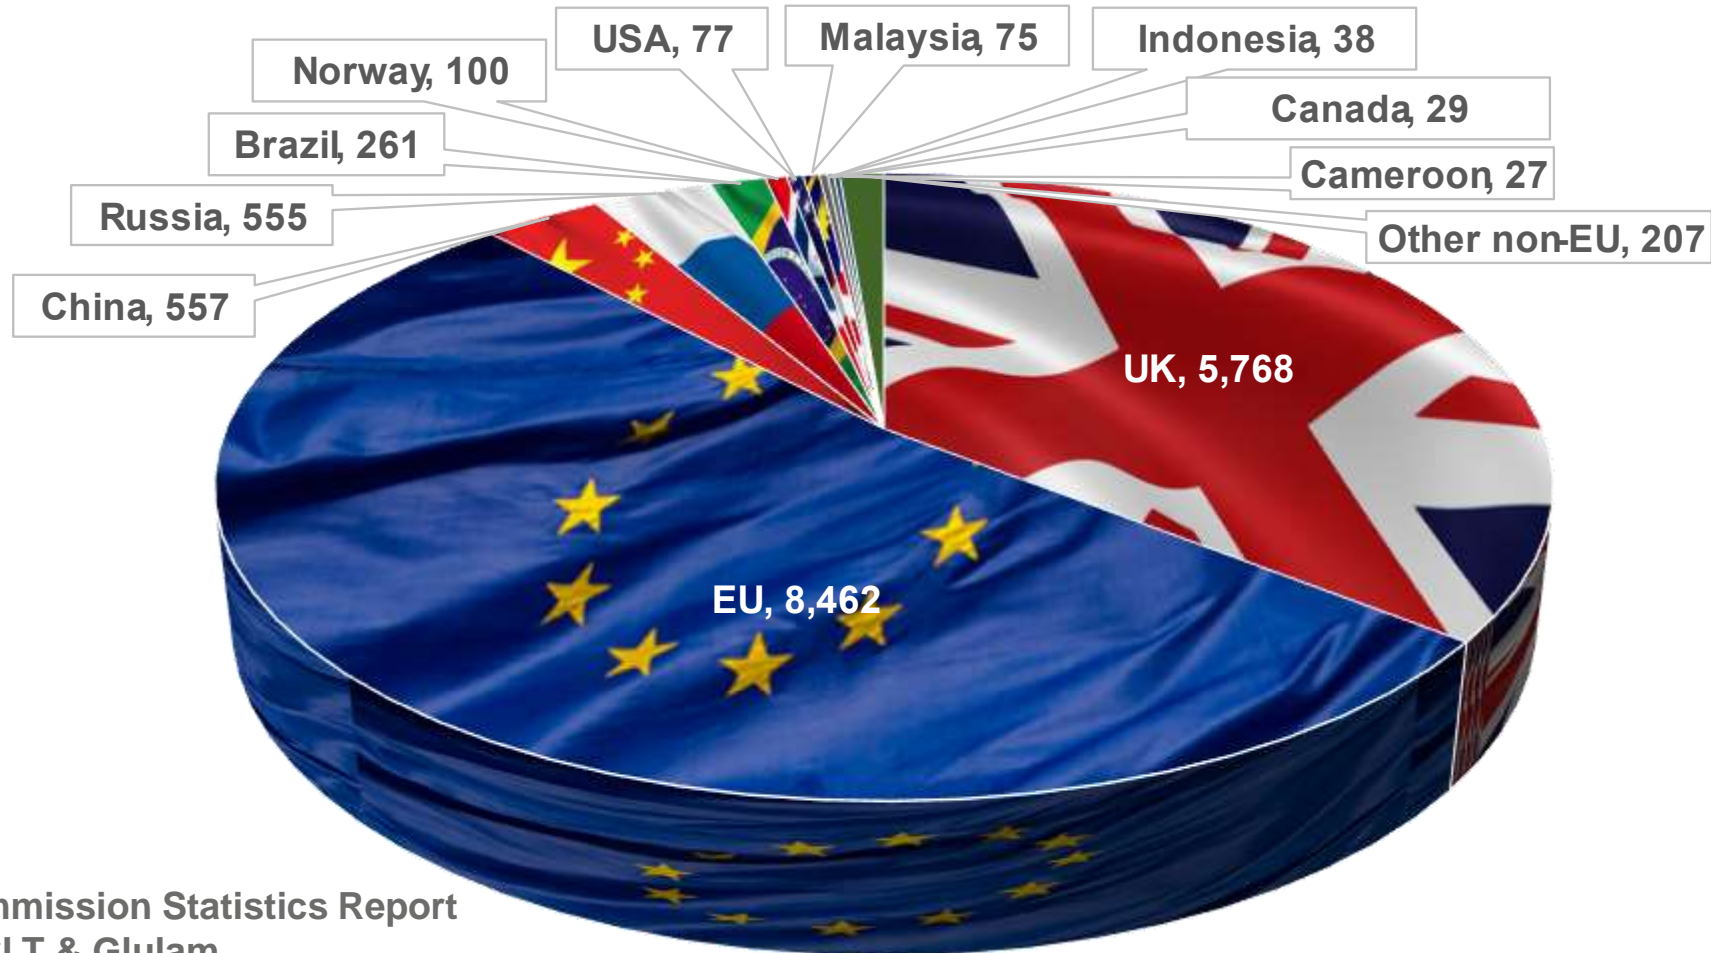 USA, 77
Malaysia, 75
Indonesia, 38
Norway, 100
Canada, 29
Brazil, 261
Cameroon, 27
Russia, 555
Other non-EU, 207
China, 557
UK, 5,768
EU, 8,462
Statistics Report
& Glulam